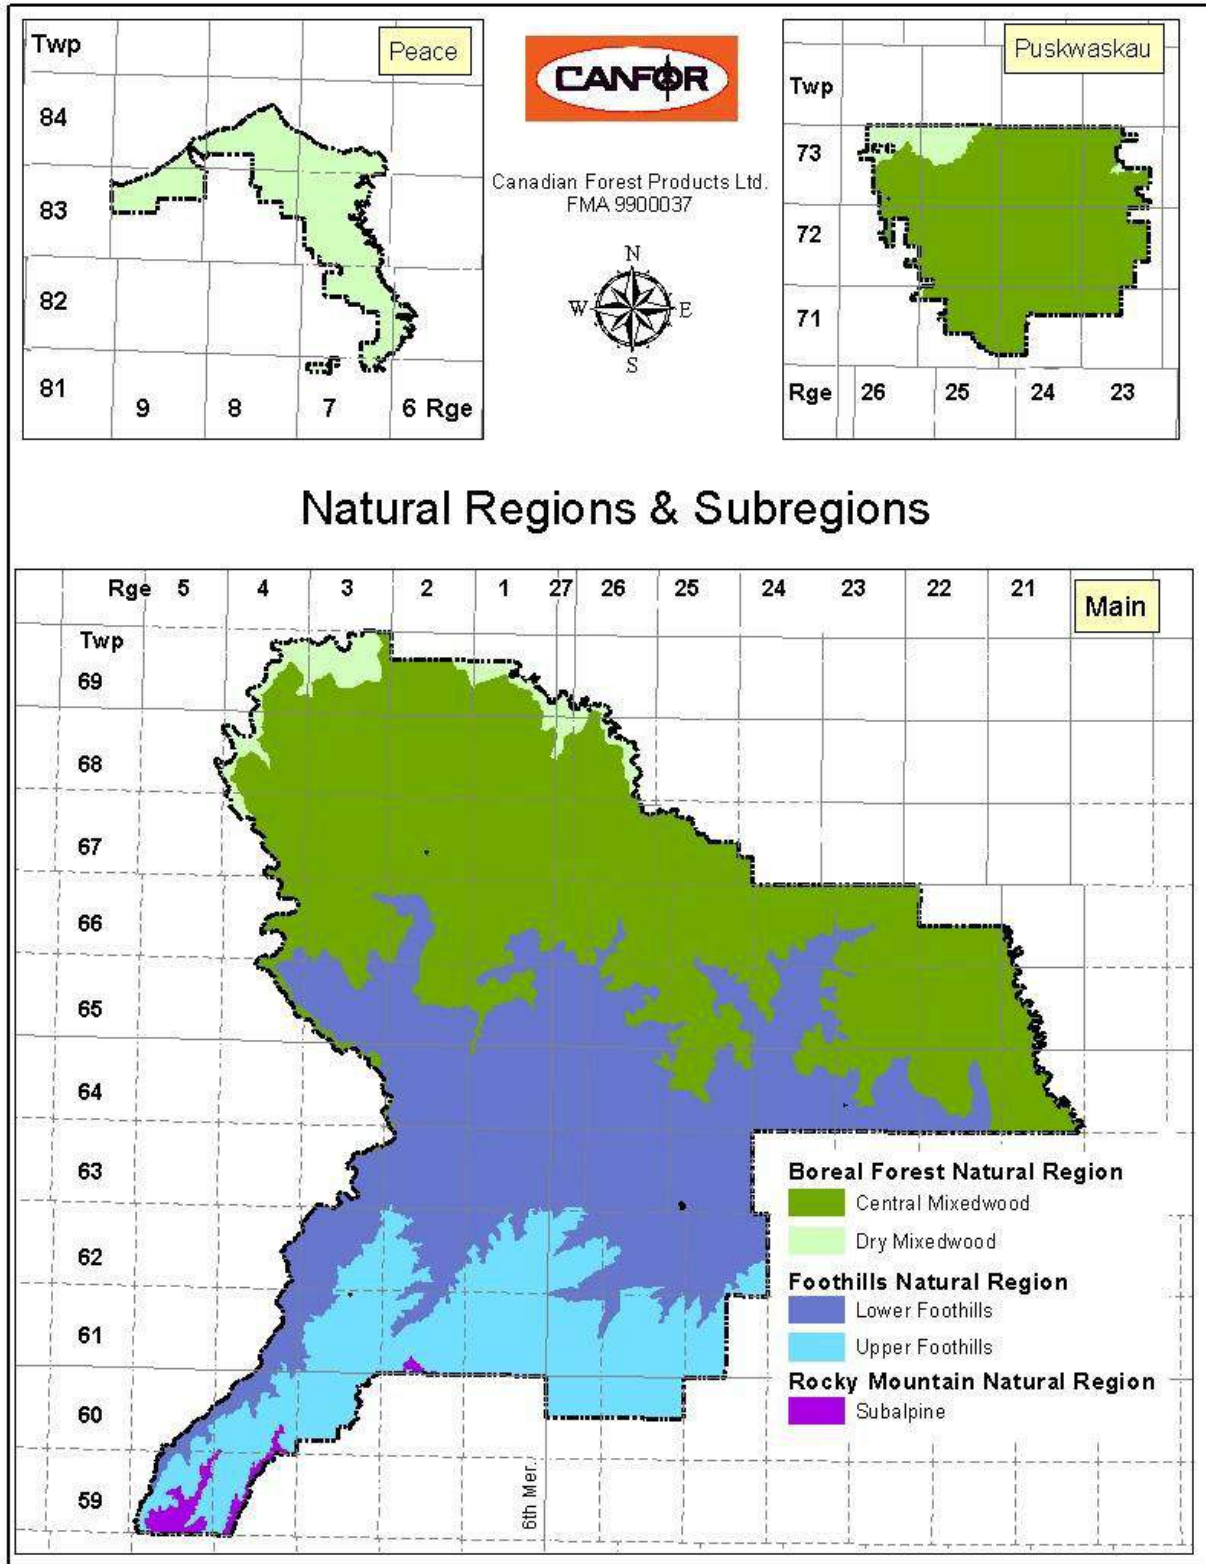 Twp
Peace
84
83
82
81
9 8 7 6 Rge
CANFOR
Canadian Forest Products Ltd.
FMA 9900037
N
W E
S
Puskwaskau
Twp
73
72
71
Rge 26 25 24 23
Natural Regions & Subregions
Rge 5 4 3 2 1 27 26 25 24 23 22 21
Main
Twp
69
68
67
66
65
64
63
62
61
60
59
6th Mer.
Boreal Forest Natural Region
Central Mixedwood
Dry Mixedwood
Foothills Natural Region
Lower Foothills
Upper Foothills
Rocky Mountain Natural Region
Subalpine